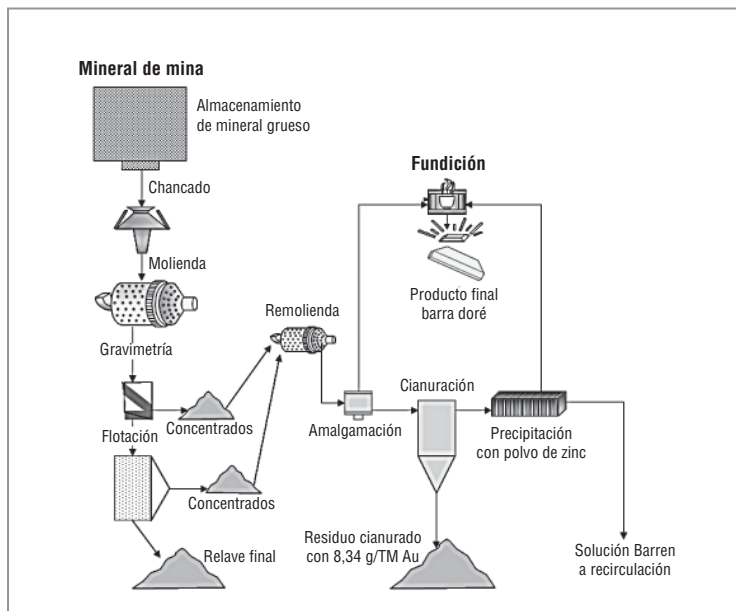 Mineral de mina
Almacenamiento
de mineral grueso
Chancado
Molienda
Gravimetría
Flotación
Concentrados
Concentrados
Relave final
Remolienda
Amalgamación
Cianuración
Residuo cianurado
con 8,34 g/TM Au
Fundición
Producto final
barra doré
Precipitación
con polvo de zinc
Solución Barren
a recirculación